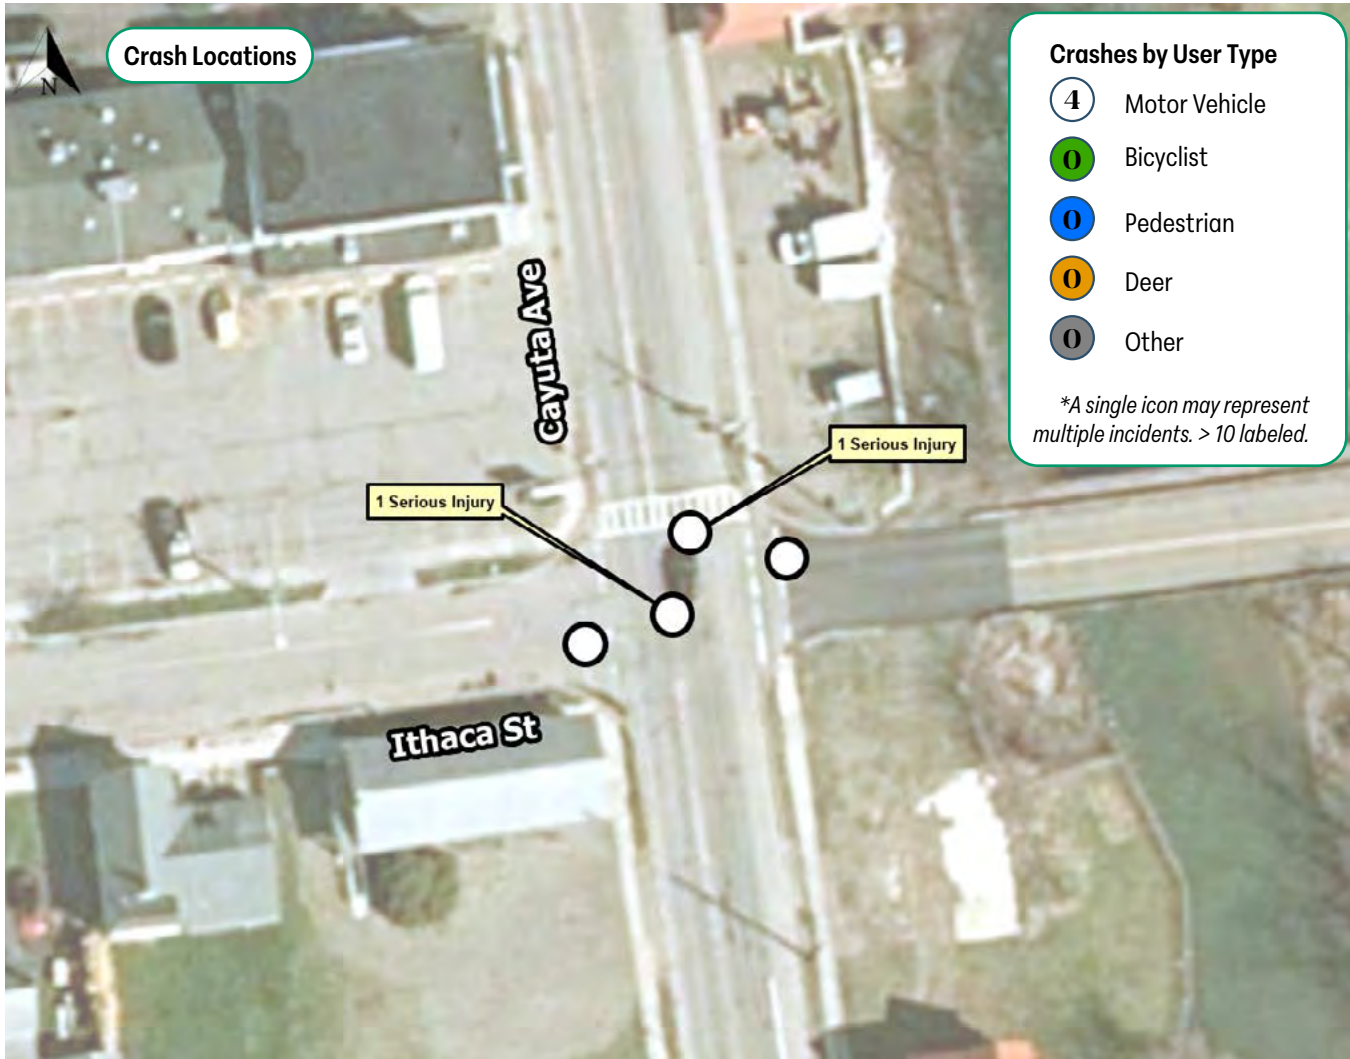 N
Crash Locations
Crashes by User Type
4 Motor Vehicle
0 Bicyclist
0 Pedestrian
0 Deer
0 Other
*A single icon may represent
multiple incidents. > 10 labeled.
Cayuta Ave
1 Serious Injury
1 Serious Injury
Ithaca St